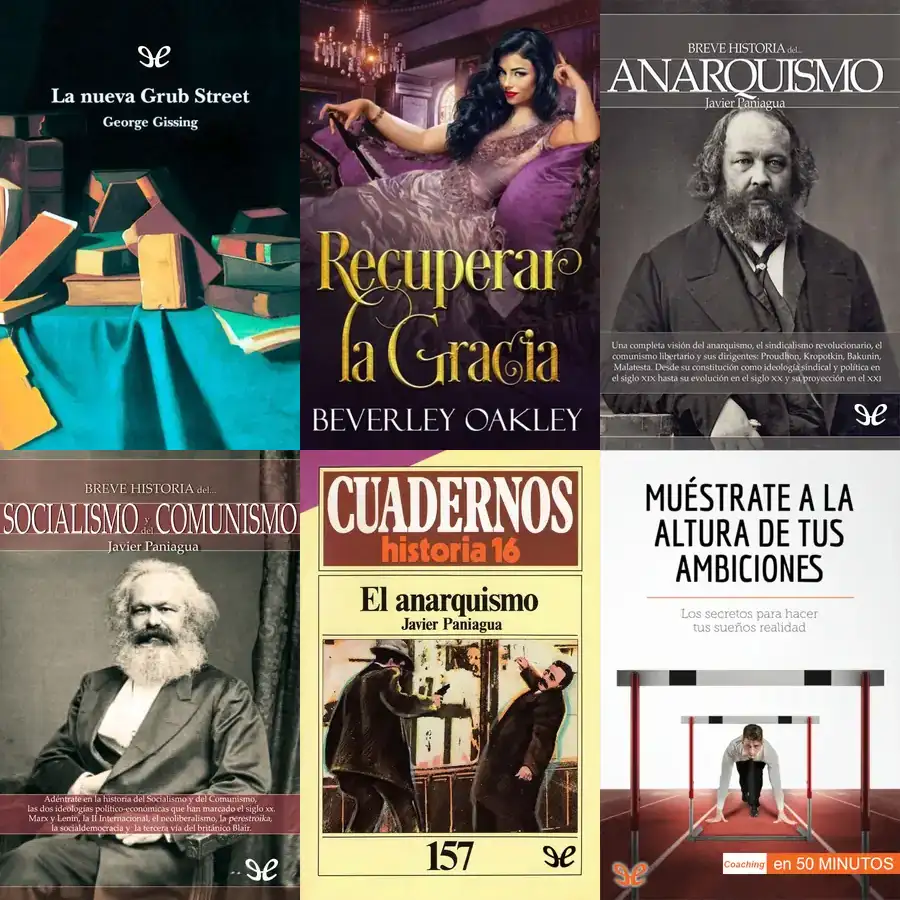 La nueva Grub Street
George Gissing
Recuperar
la Gracia
BEVERLEY OAKLEY
BREVE HISTORIA del...
ANARQUISMO
Javier Paniagua
Una completa visión del anarquismo, el sindicalismo revolucionario, el
comunismo libertario y sus dirigentes: Proudhon, Kropotkin, Bakunin,
Malatesta. Desde su constitución como ideología sindical y política en
el siglo XIX hasta su evolución en el siglo XX y su proyección en el XXI
BREVE HISTORIA del...
SOCIALISMO y del COMUNISMO
Javier Paniagua
Adéntrate en la historia del Socialismo y del Comunismo,
las dos ideologías político-económicas que han marcado el siglo XX.
Marx y Lenin, la II Internacional, el neoliberalismo, la perestroika,
la socialdemocracia y la tercera vía del británico Blair.
CUADERNOS
historia 16
El anarquismo
Javier Paniagua
157
MUÉSTRATE A LA
ALTURA DE TUS
AMBICIONES
Los secretos para hacer
tus sueños realidad
Coaching en 50 MINUTOS